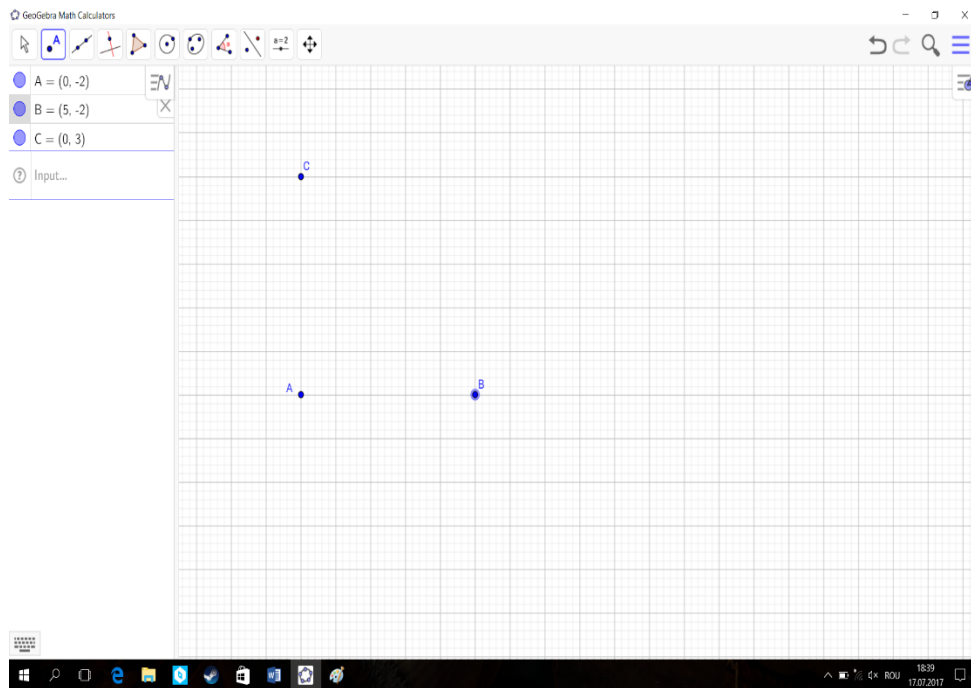 GeoGebra Math Calculators
A
a=2
A = (0, -2)
B = (5, -2)
C = (0, 3)
Input...
C
A
B
ROU
18:39
17.07.2017